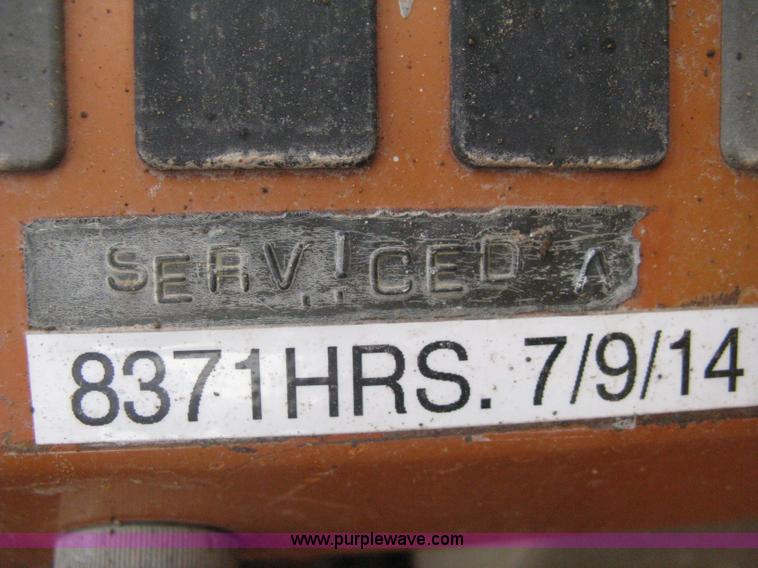 SERVICED A
8371HRS. 7/9/14
www.purplewave.com